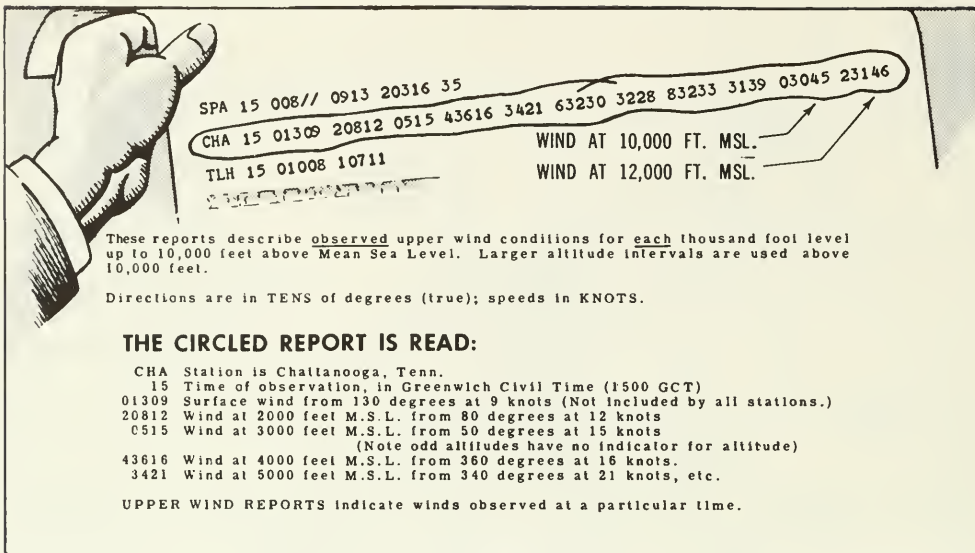 SPA 15 008// 0913 20316 35
CHA 15 01309 20812 0515 43616 3421 63230 3228 83233 3139 03045 23146
TLH 15 01008 10711
WIND AT 10,000 FT. MSL.
WIND AT 12,000 FT. MSL.
These reports describe observed upper wind conditions for each thousand foot level
up to 10,000 feet above Mean Sea Level. Larger altitude intervals are used above
10,000 feet.
Directions are in TENS of degrees (true); speeds in KNOTS.
THE CIRCLED REPORT IS READ:
CHA Station is Chattanooga, Tenn.
15 Time of observation, in Greenwich Civil Time (1500 GCT)
01309 Surface wind from 130 degrees at 9 knots (Not included by all stations.)
20812 Wind at 2000 feet M.S.L. from 80 degrees at 12 knots
0515 Wind at 3000 feet M.S.L. from 50 degrees at 15 knots
(Note odd altitudes have no indicator for altitude)
43616 Wind at 4000 feet M.S.L. from 360 degrees at 16 knots.
3421 Wind at 5000 feet M.S.L. from 340 degrees at 21 knots, etc.
UPPER WIND REPORTS indicate winds observed at a particular time.